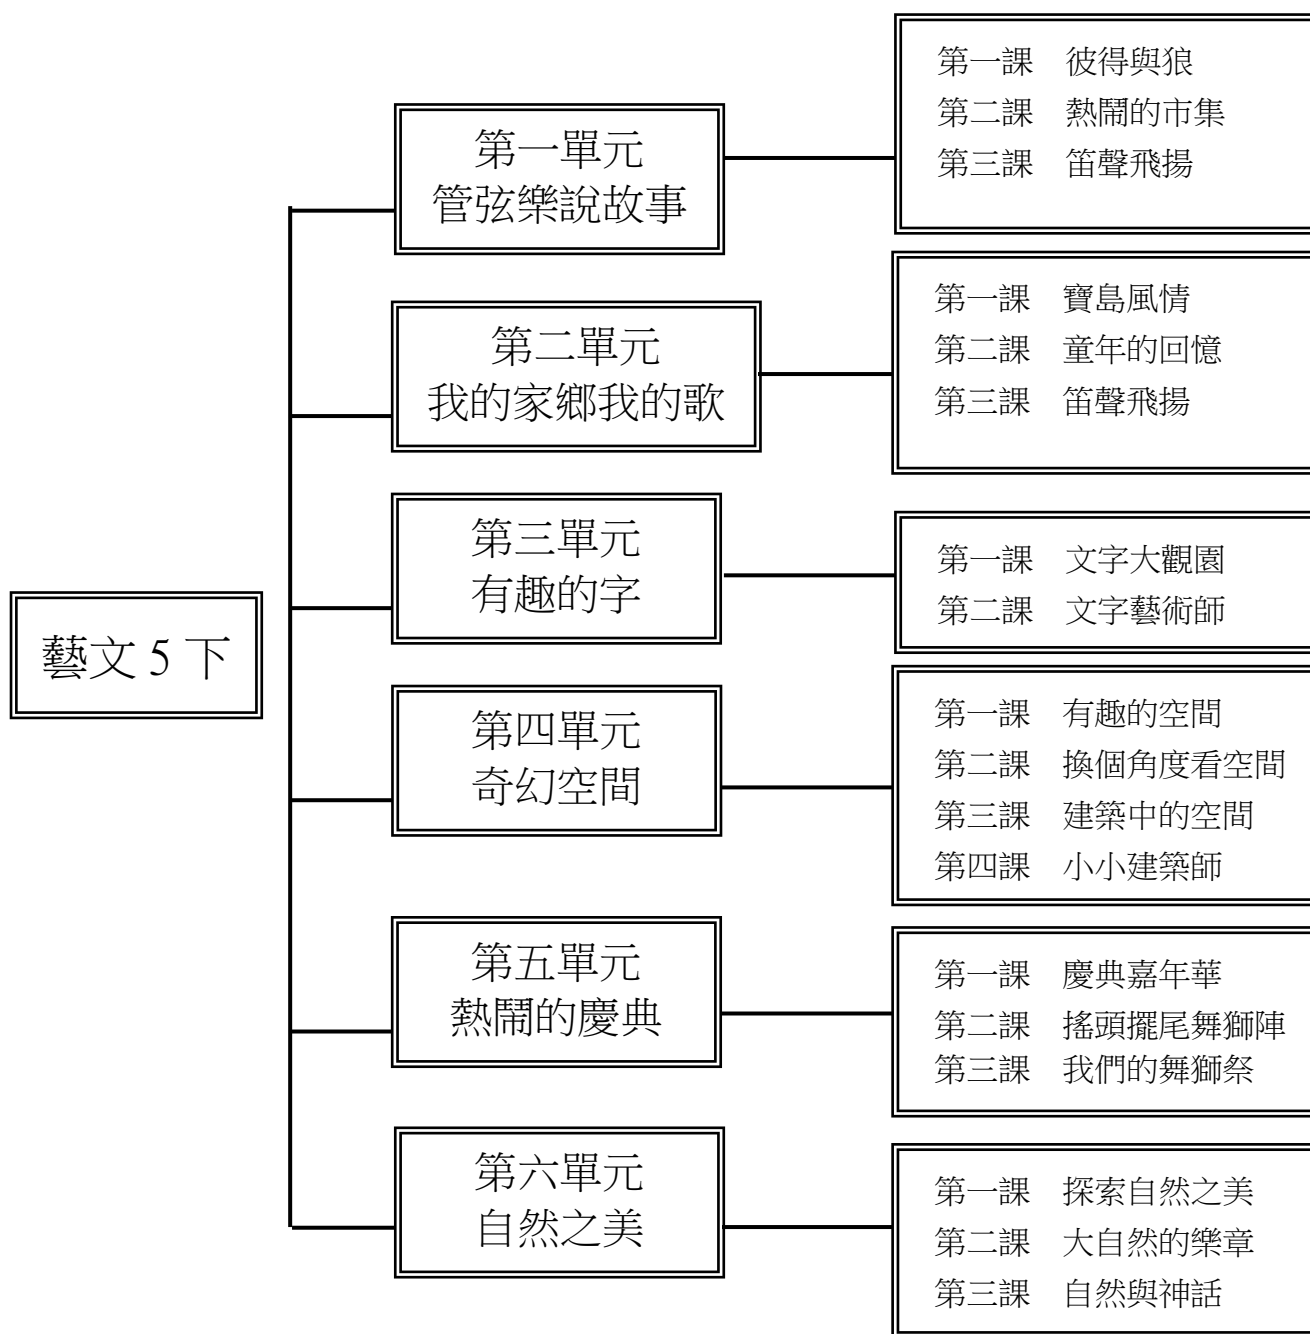 藝文 5 下
第一單元
管弦樂說故事
第一課　彼得與狼
第二課　熱鬧的市集
第三課　笛聲飛揚
第二單元
我的家鄉我的歌
第一課　寶島風情
第二課　童年的回憶
第三課　笛聲飛揚
第三單元
有趣的字
第一課　文字大觀園
第二課　文字藝術師
第四單元
奇幻空間
第一課　有趣的空間
第二課　換個角度看空間
第三課　建築中的空間
第四課　小小建築師
第五單元
熱鬧的慶典
第一課　慶典嘉年華
第二課　搖頭擺尾舞獅陣
第三課　我們的舞獅祭
第六單元
自然之美
第一課　探索自然之美
第二課　大自然的樂章
第三課　自然與神話